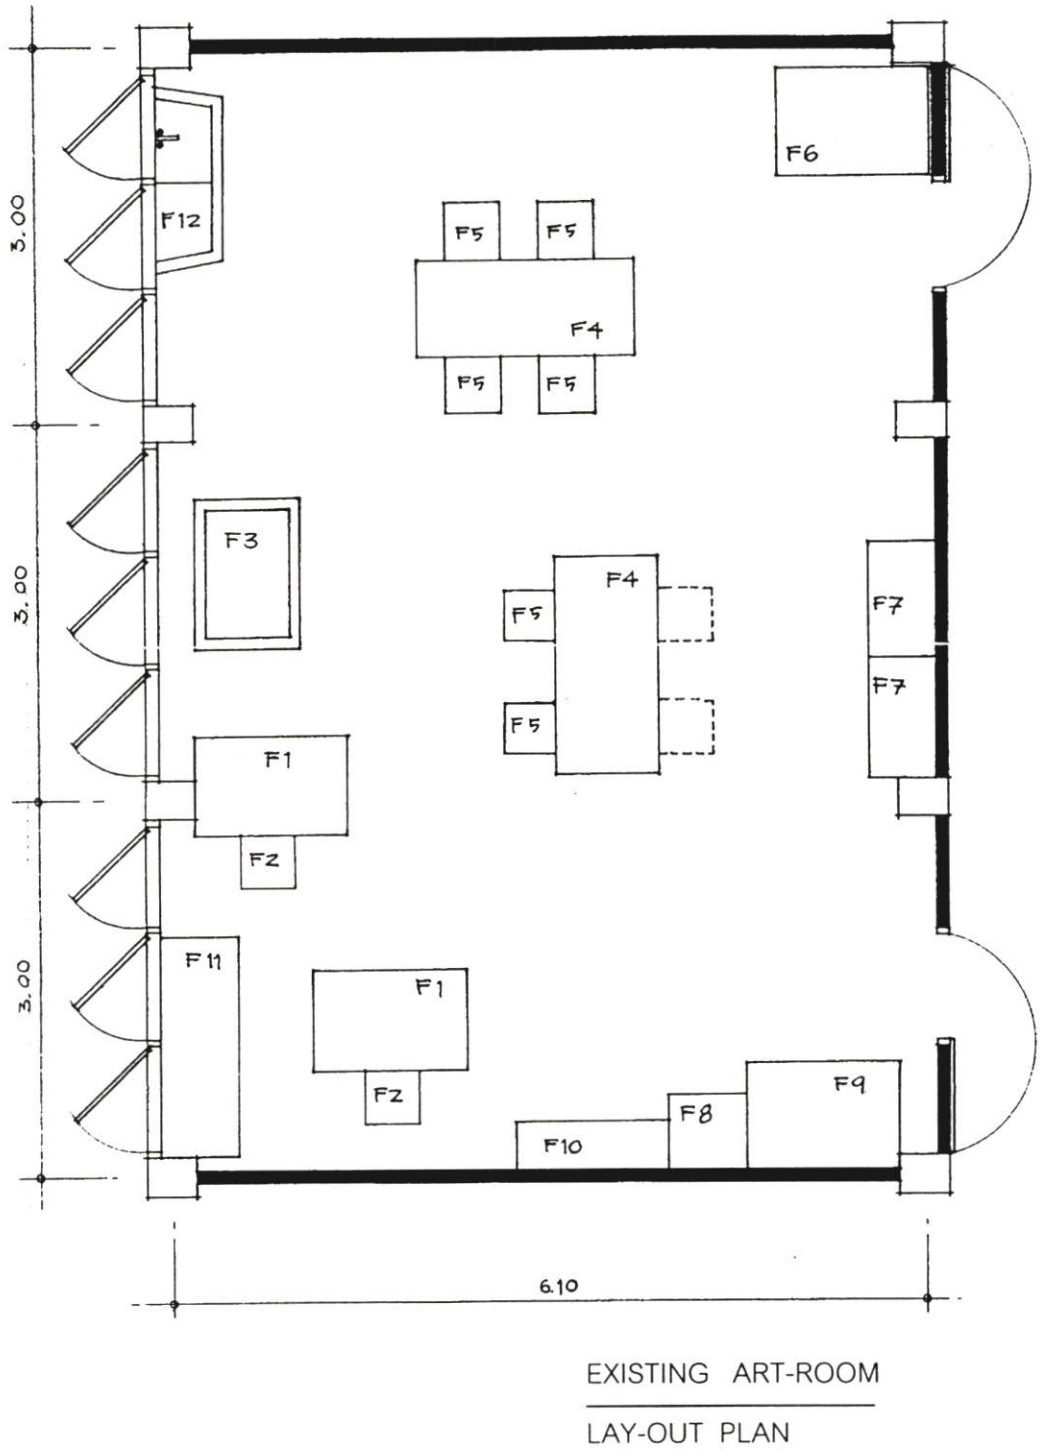 F6
3.00
F12
F5
F5
F4
F5
F5
F3
F4
3.00
F5
F7
F7
F5
F1
F2
F11
3.00
F1
F2
F9
F8
F10
6.10
EXISTING ART-ROOM
LAY-OUT PLAN